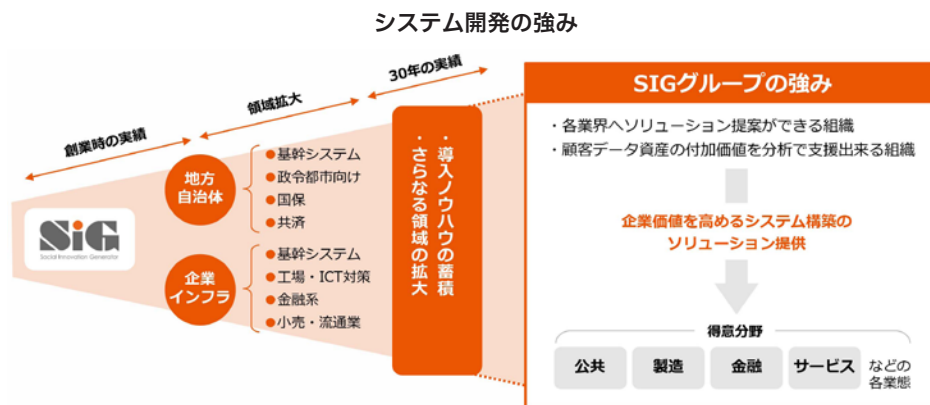 システム開発の強み
創業時の実績
領域拡大
30年の実績
SiG
Social Innovation Generator
地方
自治体
●基幹システム
●政令都市向け
●国保
●共済
企業
インフラ
●基幹システム
●工場・ICT対策
●金融系
●小売・流通業
・導入ノウハウの蓄積
・さらなる領域の拡大
SIGグループの強み
・各業界へソリューション提案ができる組織
・顧客データ資産の付加価値を分析で支援出来る組織
企業価値を高めるシステム構築の
ソリューション提供
得意分野
公共
製造
金融
サービス
などの
各業態